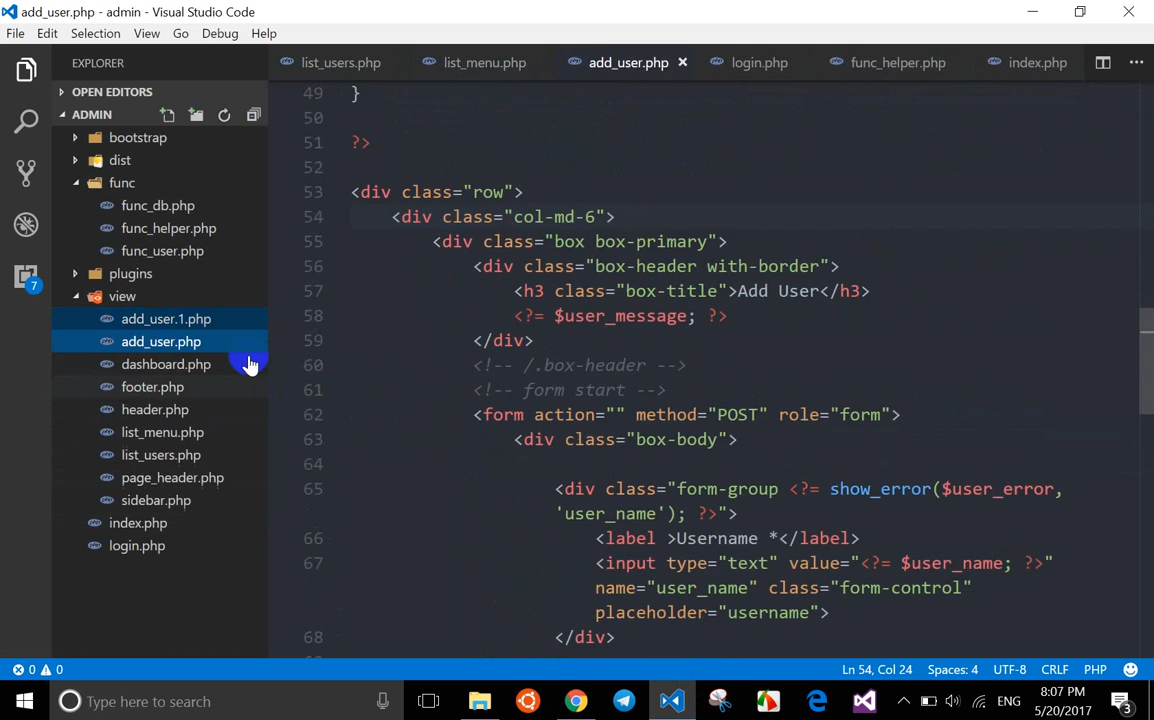 add_user.php - admin - Visual Studio Code
File Edit Selection View Go Debug Help
EXPLORER
list_users.php list_menu.php add_user.php login.php func_helper.php index.php
OPEN EDITORS
ADMIN
bootstrap
dist
func
func_db.php
func_helper.php
func_user.php
plugins
view
add_user.1.php
add_user.php
dashboard.php
footer.php
header.php
list_menu.php
list_users.php
page_header.php
sidebar.php
index.php
login.php
7
49 }
50
51 ?>
52
53 <div class="row">
54 <div class="col-md-6">
55 <div class="box box-primary">
56 <div class="box-header with-border">
57 <h3 class="box-title">Add User</h3>
58 <?= $user_message; ?>
59 </div>
60 <!-- /.box-header -->
61 <!-- form start -->
62 <form action="" method="POST" role="form">
63 <div class="box-body">
64
65 <div class="form-group <?= show_error($user_error,
'user_name'); ?>">
66 <label >Username *</label>
67 <input type="text" value="<?= $user_name; ?>"
name="user_name" class="form-control"
placeholder="username">
68 </div>
0 0 Ln 54, Col 24 Spaces: 4 UTF-8 CRLF PHP
Type here to search
ENG
8:07 PM
5/20/2017
3